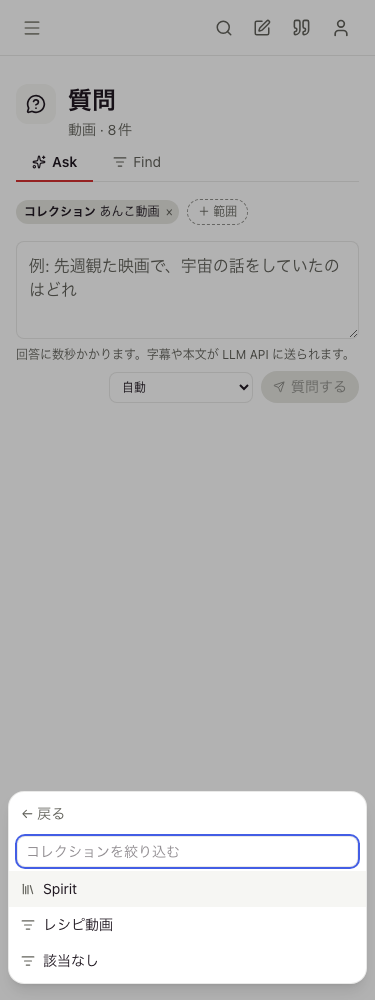 質問
動画 · 8件
Ask
Find
コレクション あんこ動画 ×
+ 範囲
例: 先週観た映画で、宇宙の話をしていたの
はどれ
回答に数秒かかります。字幕や本文が LLM API に送られます。
自動
質問する
← 戻る
コレクションを絞り込む
Spirit
レシピ動画
該当なし